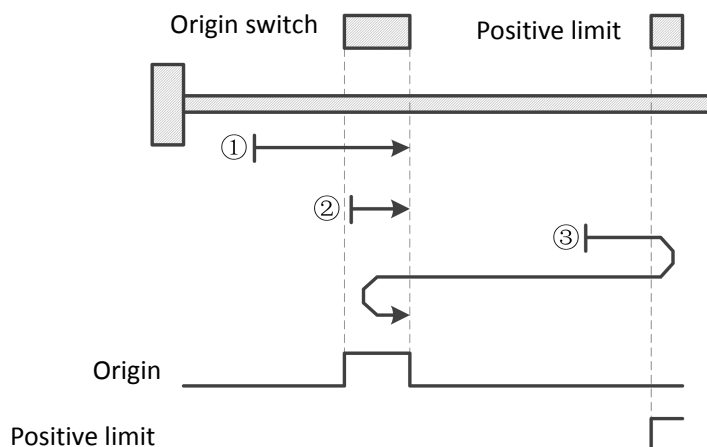 Origin switch
Positive limit
①
②
③
Origin
Positive limit